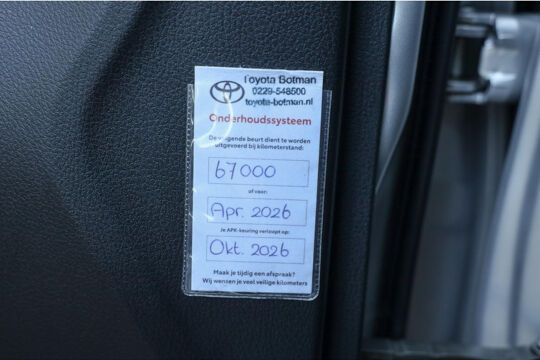 Toyota Botman
0229-548500
toyota-botman.nl
Onderhoudssysteem
De volgende beurt dient te worden
uitgevoerd bij kilometerstand:
67000
of voor:
Apr. 2026
Je APK-keuring verloopt op:
Okt. 2026
Maak je tijdig een afspraak?
Wij wensen je veel veilige kilometers